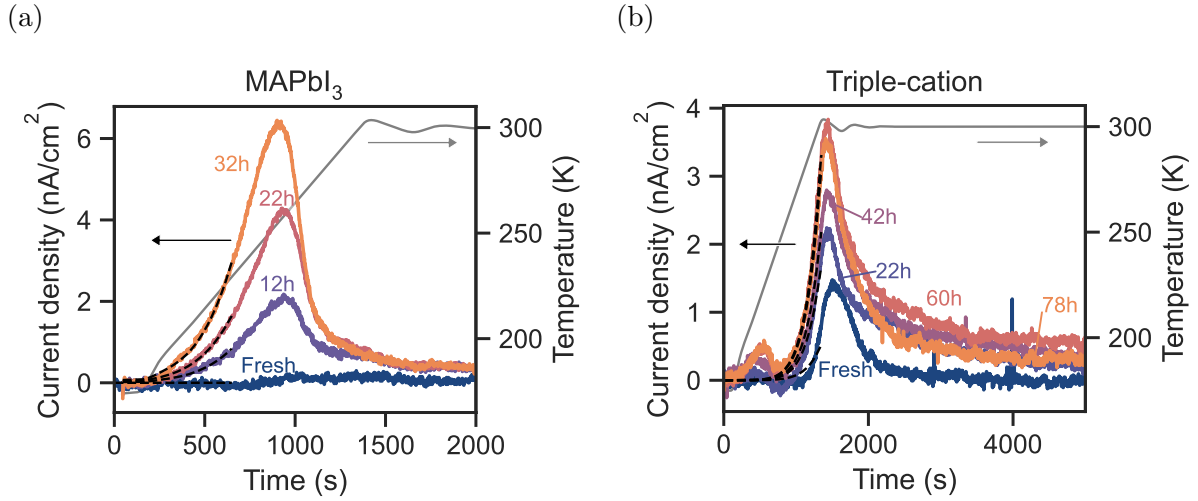 (a)
MAPbI₃
Current density (nA/cm²)
6
4
2
0
32h
22h
12h
Fresh
300
250
200
Temperature (K)
0 500 1000 1500 2000
Time (s)
(b)
Triple-cation
Current density (nA/cm²)
4
3
2
1
0
42h
22h
60h
78h
Fresh
300
250
200
Temperature (K)
0 2000 4000
Time (s)